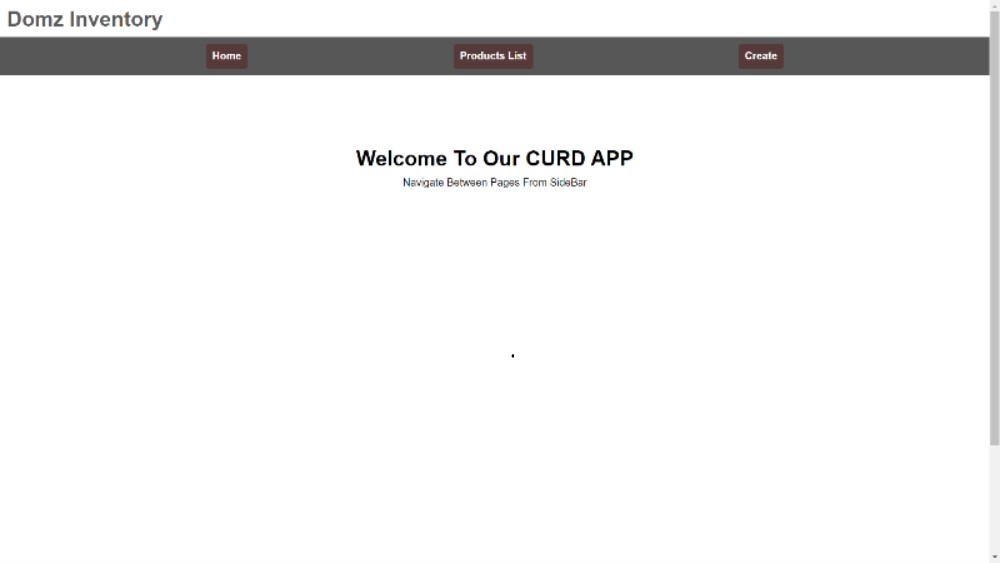 Domz Inventory
Home Products List Create
Welcome To Our CURD APP
Navigate Between Pages From SideBar